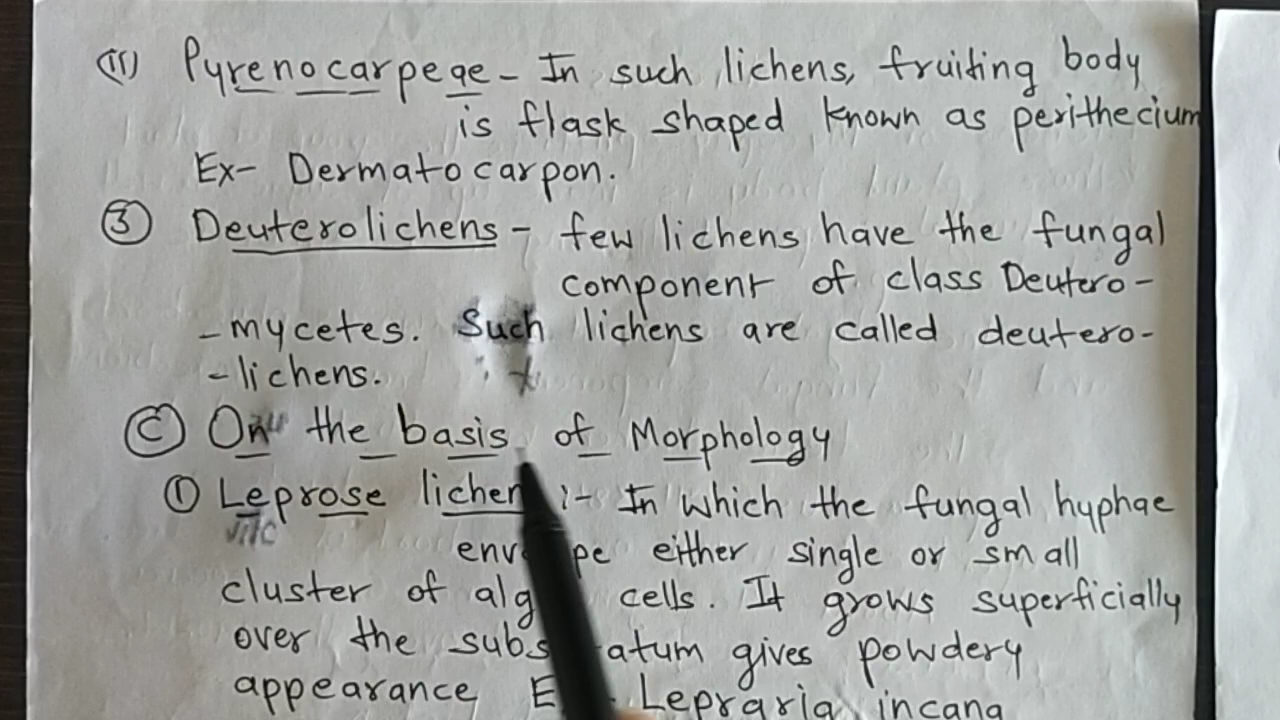 (II) Pyrenocarpeae - In such lichens, fruiting body
is flask shaped known as perithecium
Ex- Dermatocarpon.
③ Deuterolichens - few lichens have the fungal
component of class Deutero-
-mycetes. Such lichens are called deutero-
-lichens.
Ⓒ On the basis of Morphology
① Leprose lichen :- In which the fungal hyphae
either single or small
cluster of cells. It grows superficially
over the gives powdery
appearance Lepraria incana